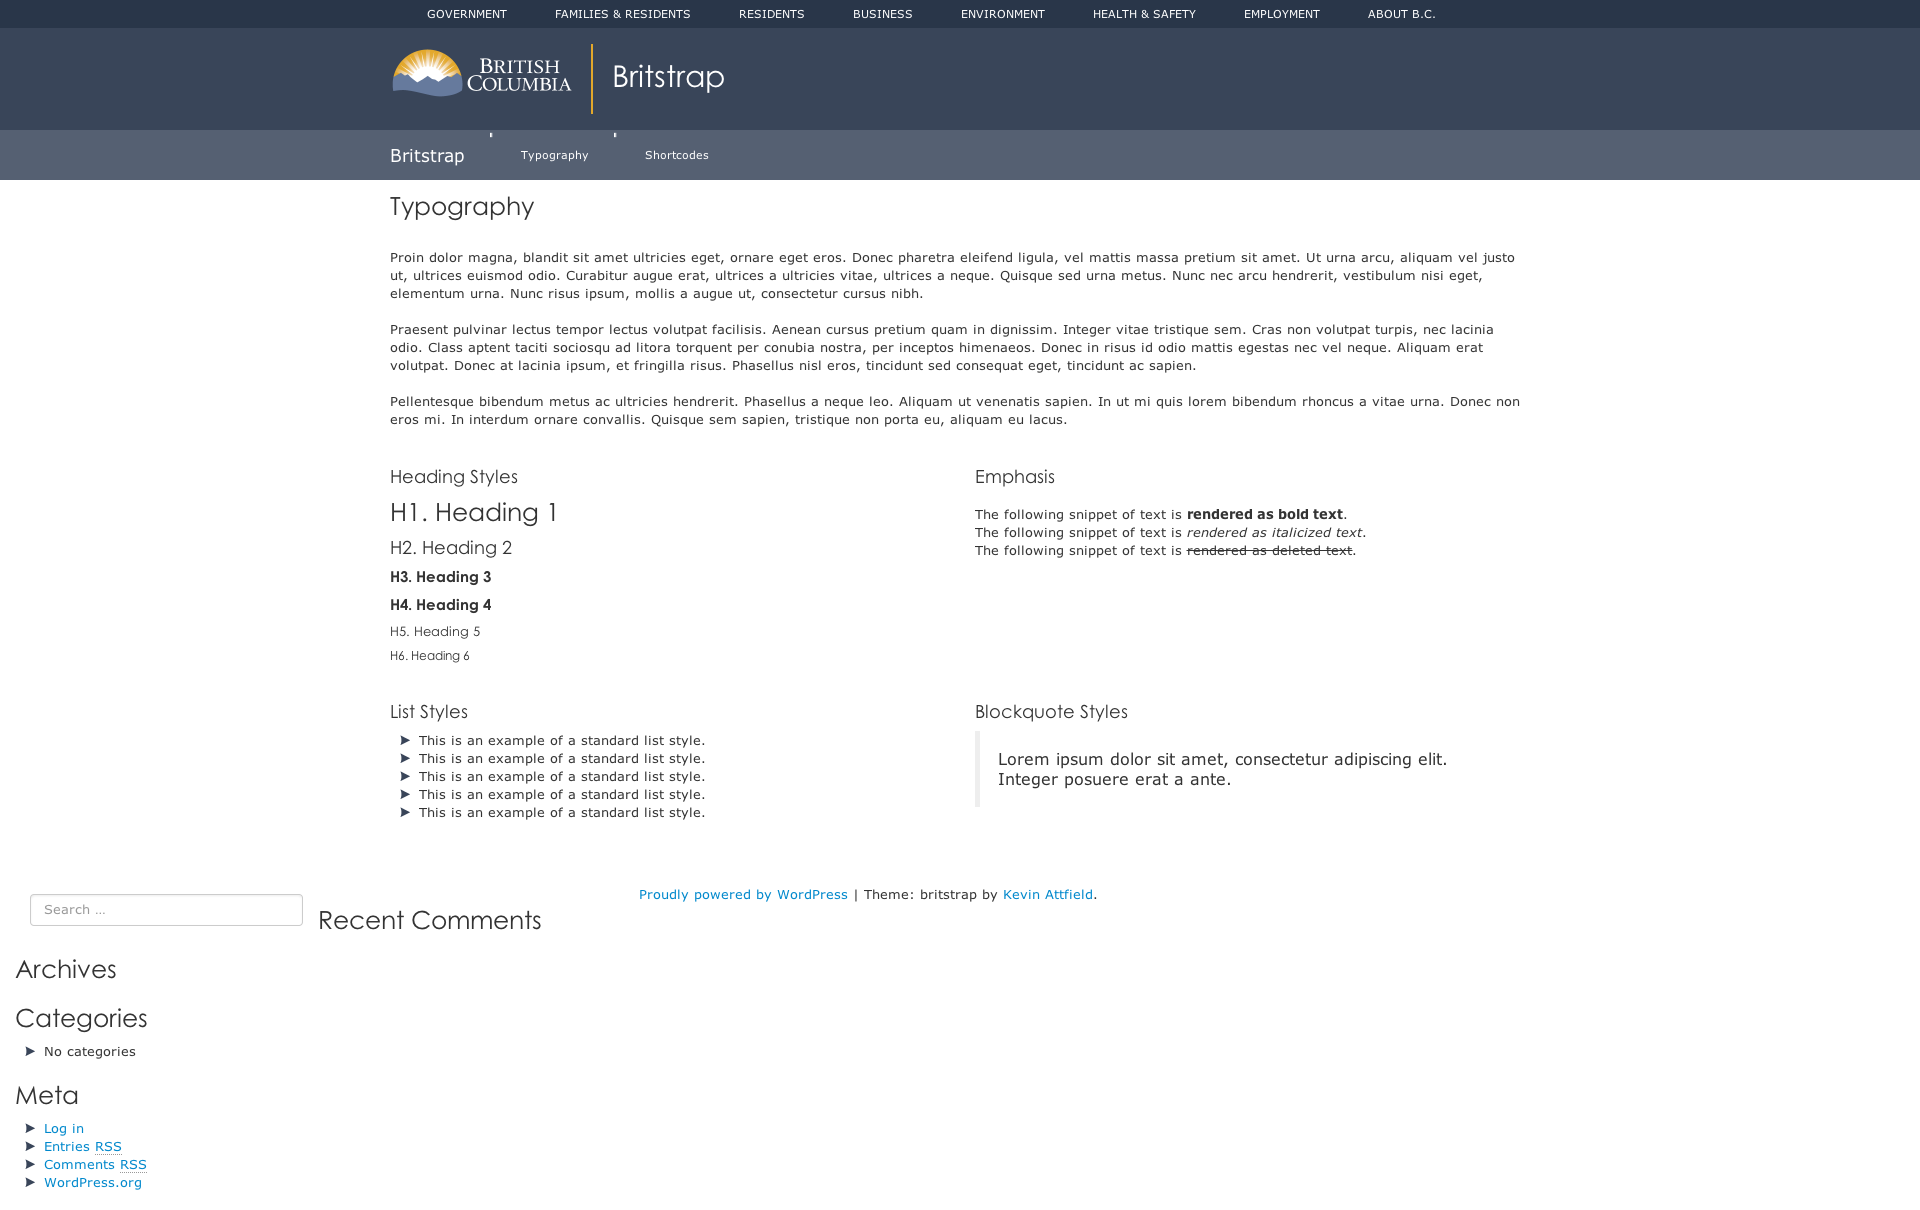 GOVERNMENT FAMILIES & RESIDENTS RESIDENTS BUSINESS ENVIRONMENT HEALTH & SAFETY EMPLOYMENT ABOUT B.C.
BRITISH
COLUMBIA
Britstrap
Britstrap Typography Shortcodes
Typography
Proin dolor magna, blandit sit amet ultricies eget, ornare eget eros. Donec pharetra eleifend ligula, vel mattis massa pretium sit amet. Ut urna arcu, aliquam vel justo
ut, ultrices euismod odio. Curabitur augue erat, ultrices a ultricies vitae, ultrices a neque. Quisque sed urna metus. Nunc nec arcu hendrerit, vestibulum nisi eget,
elementum urna. Nunc risus ipsum, mollis a augue ut, consectetur cursus nibh.
Praesent pulvinar lectus tempor lectus volutpat facilisis. Aenean cursus pretium quam in dignissim. Integer vitae tristique sem. Cras non volutpat turpis, nec lacinia
odio. Class aptent taciti sociosqu ad litora torquent per conubia nostra, per inceptos himenaeos. Donec in risus id odio mattis egestas nec vel neque. Aliquam erat
volutpat. Donec at lacinia ipsum, et fringilla risus. Phasellus nisl eros, tincidunt sed consequat eget, tincidunt ac sapien.
Pellentesque bibendum metus ac ultricies hendrerit. Phasellus a neque leo. Aliquam ut venenatis sapien. In ut mi quis lorem bibendum rhoncus a vitae urna. Donec non
eros mi. In interdum ornare convallis. Quisque sem sapien, tristique non porta eu, aliquam eu lacus.
Heading Styles
H1. Heading 1
H2. Heading 2
H3. Heading 3
H4. Heading 4
H5. Heading 5
H6. Heading 6
Emphasis
The following snippet of text is rendered as bold text.
The following snippet of text is rendered as italicized text.
The following snippet of text is rendered as deleted text.
List Styles
This is an example of a standard list style.
This is an example of a standard list style.
This is an example of a standard list style.
This is an example of a standard list style.
This is an example of a standard list style.
Blockquote Styles
Lorem ipsum dolor sit amet, consectetur adipiscing elit.
Integer posuere erat a ante.
Search ...
Archives
Categories
No categories
Meta
Log in
Entries RSS
Comments RSS
WordPress.org
Recent Comments
Proudly powered by WordPress | Theme: britstrap by Kevin Attfield.